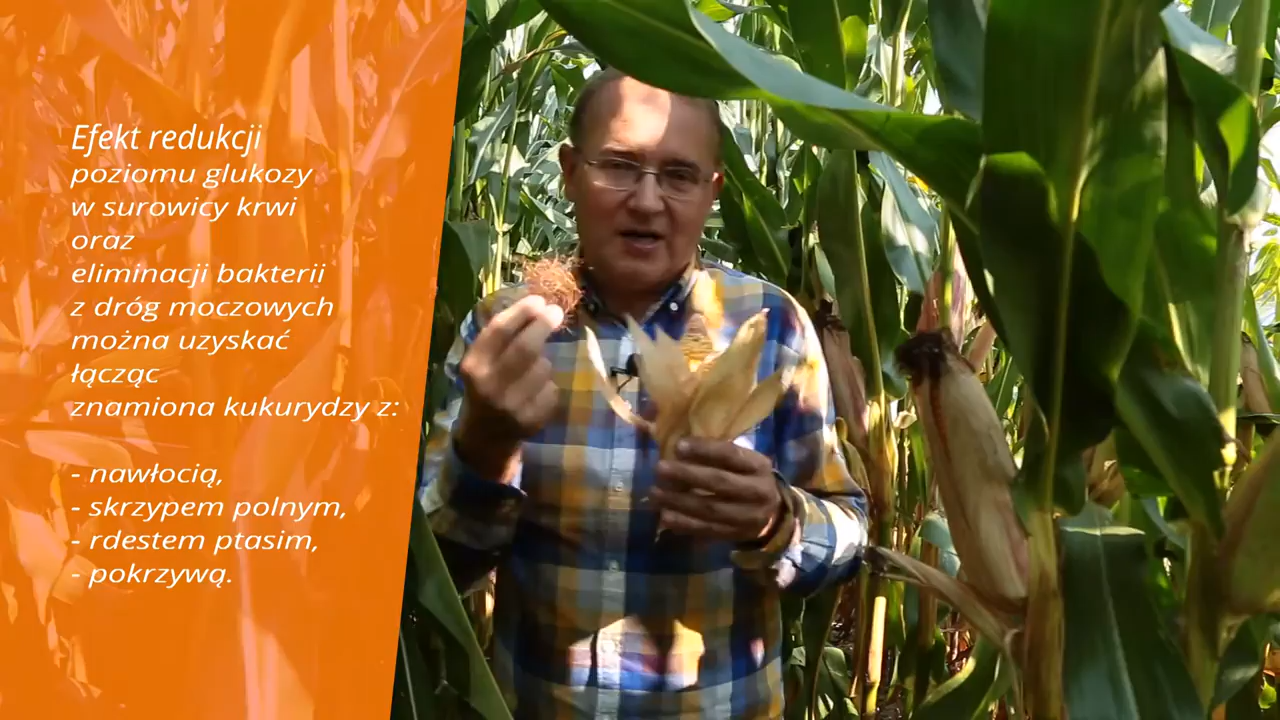 Efekt redukcji
poziomu glukozy
w surowicy krwi
oraz
eliminacji bakterii
z dróg moczowych
można uzyskać
łącząc
znamiona kukurydzy z:
- nawłocią,
- skrzypem polnym,
- rdestem ptasim,
- pokrzywą.